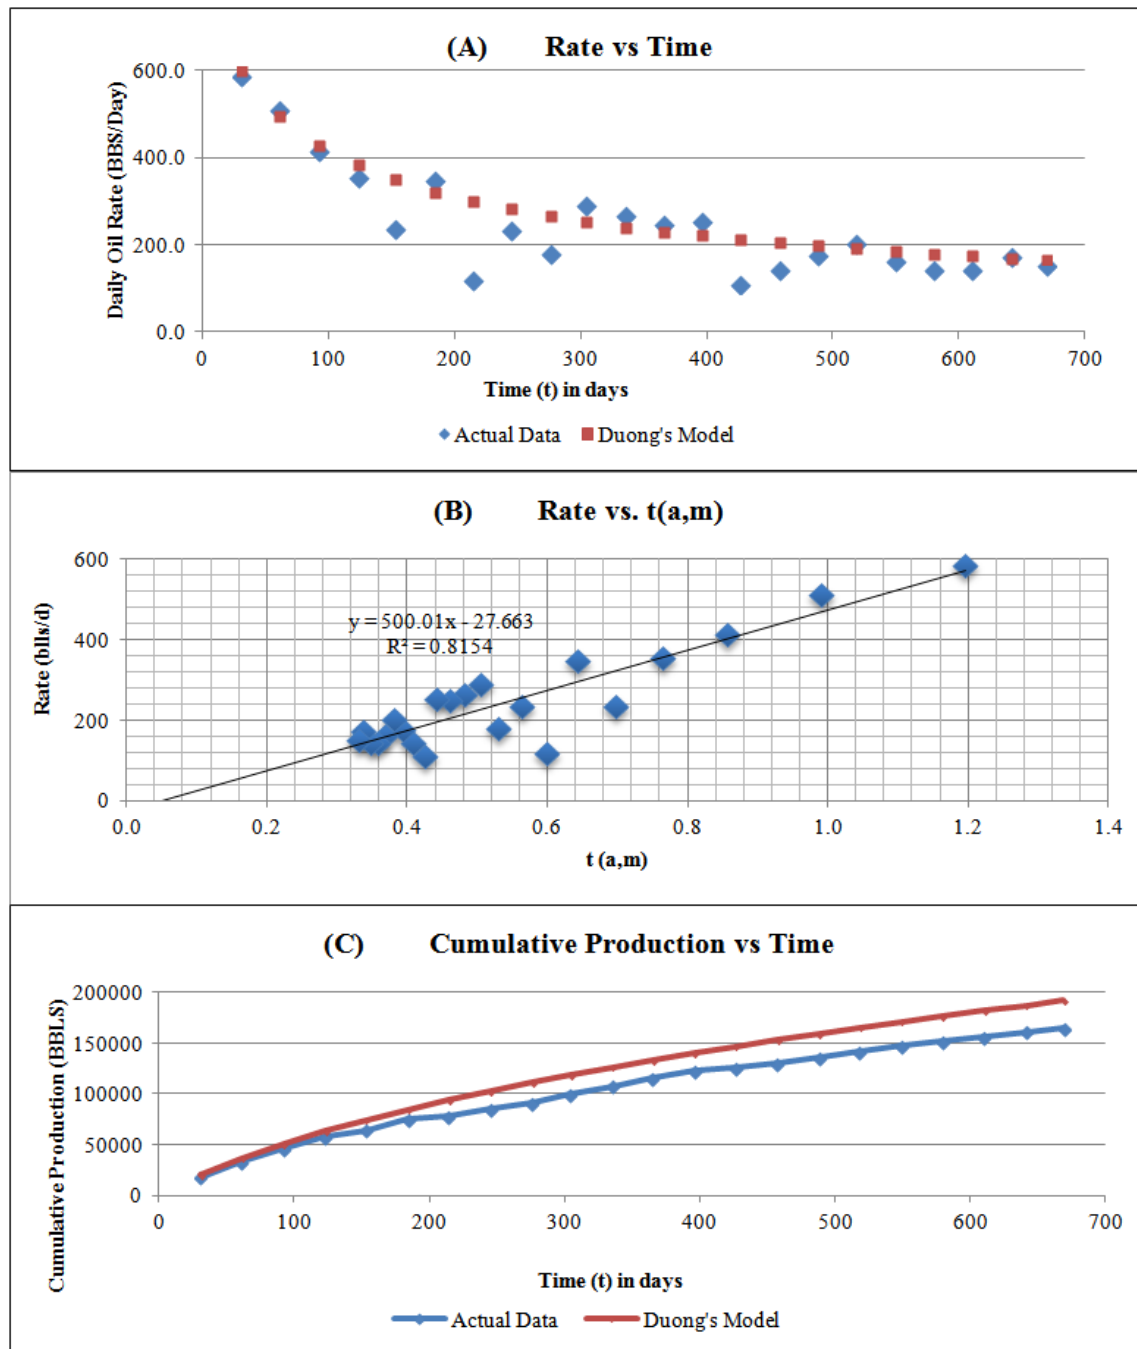 (A) Rate vs Time
Daily Oil Rate (BBS/Day)
600.0
400.0
200.0
0.0
0 100 200 300 400 500 600 700
Time (t) in days
Actual Data Duong's Model
(B) Rate vs. t(a,m)
Rate (blls/d)
600
400
200
0
y = 500.01x - 27.663
R² = 0.8154
0.0 0.2 0.4 0.6 0.8 1.0 1.2 1.4
t (a,m)
(C) Cumulative Production vs Time
Cumulative Production (BBLS)
200000
150000
100000
50000
0
0 100 200 300 400 500 600 700
Time (t) in days
Actual Data Duong's Model